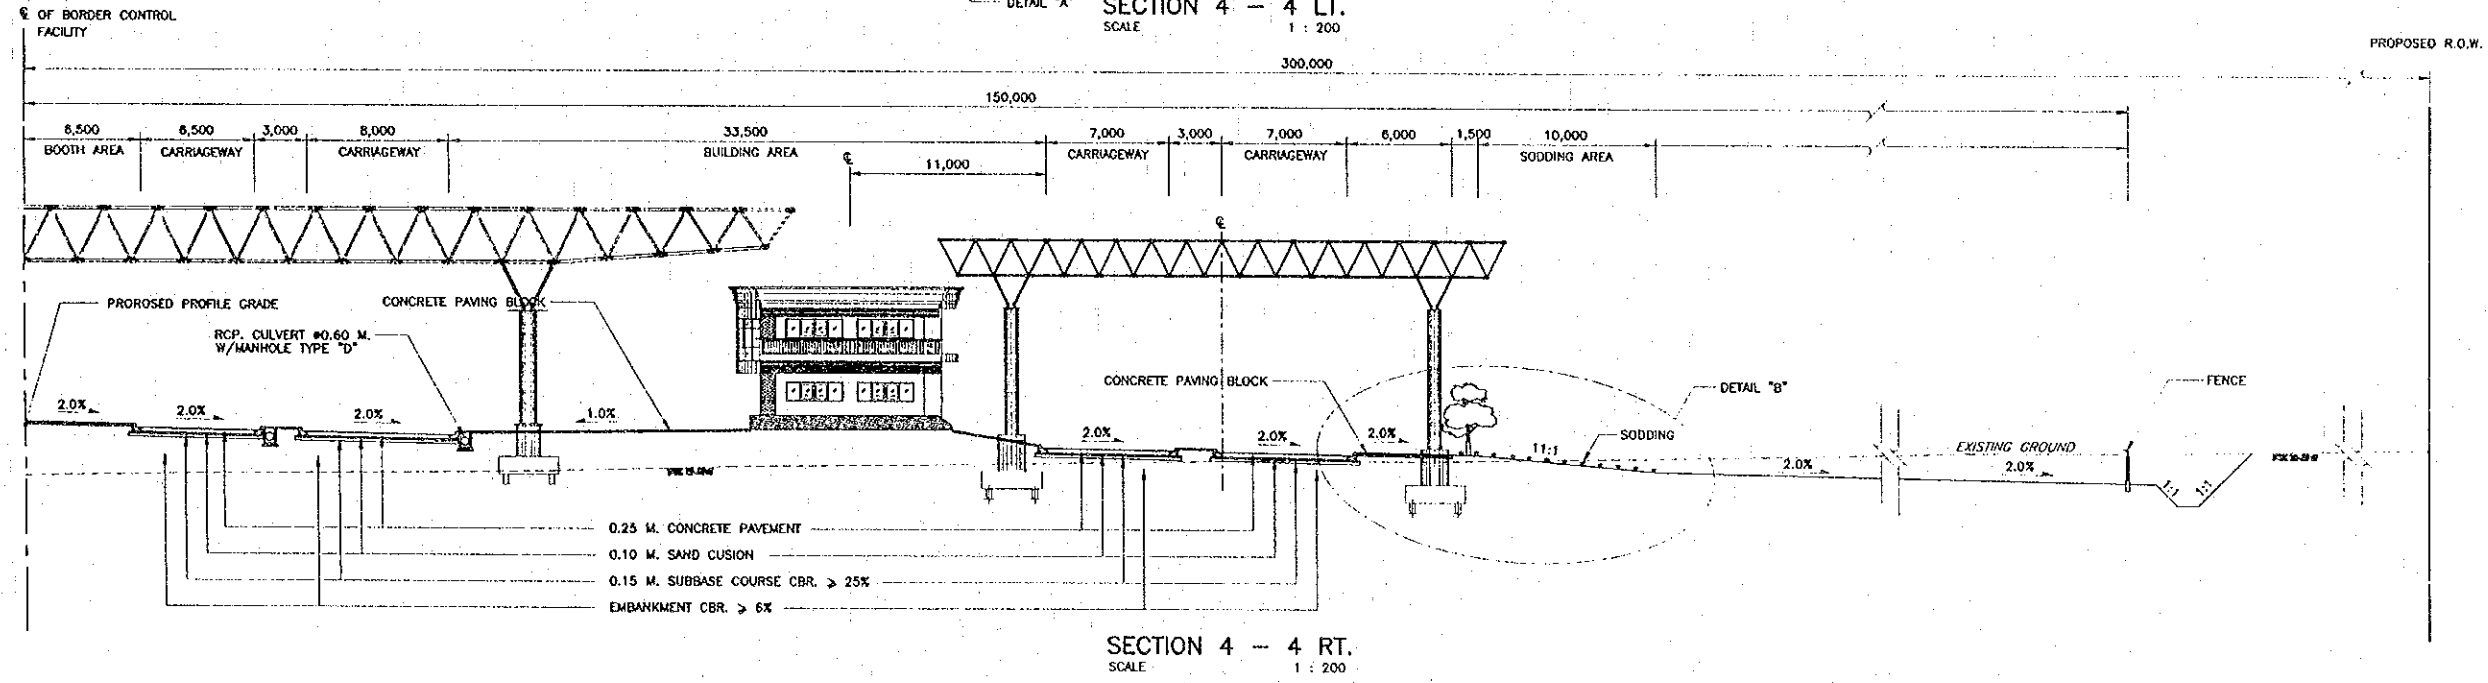 DETAIL "A"
SECTION 4 - 4 LT.
SCALE 1 : 200
℄ OF BORDER CONTROL
FACILITY
PROPOSED R.O.W.
300,000
150,000
6,500 6,500 3,000 8,000 33,500 7,000 3,000 7,000 6,000 1,500 10,000
BOOTH AREA CARRIAGEWAY CARRIAGEWAY BUILDING AREA CARRIAGEWAY CARRIAGEWAY SODDING AREA
℄ 11,000
℄
PROROSED PROFILE GRADE
CONCRETE PAVING BLOCK
RCP. CULVERT ø0.60 M.
W/MANHOLE TYPE "D"
CONCRETE PAVING BLOCK
DETAIL "B"
FENCE
2.0% 2.0% 2.0% 1.0% 2.0% 2.0% 2.0%
SODDING
11:1
EXISTING GROUND
2.0% 2.0%
1:1 1:1
0.25 M. CONCRETE PAVEMENT
0.10 M. SAND CUSION
0.15 M. SUBBASE COURSE CBR. ⩾ 25%
EMBANKMENT CBR. ⩾ 6%
SECTION 4 - 4 RT.
SCALE 1 : 200